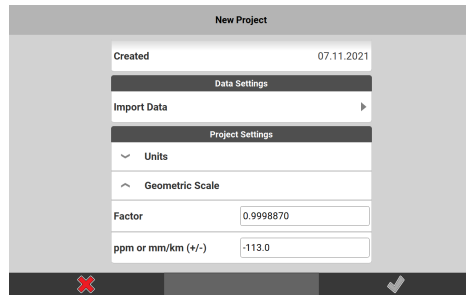 New Project
Created 07.11.2021
Data Settings
Import Data
Project Settings
Units
Geometric Scale
Factor 0.9998870
ppm or mm/km (+/-) -113.0